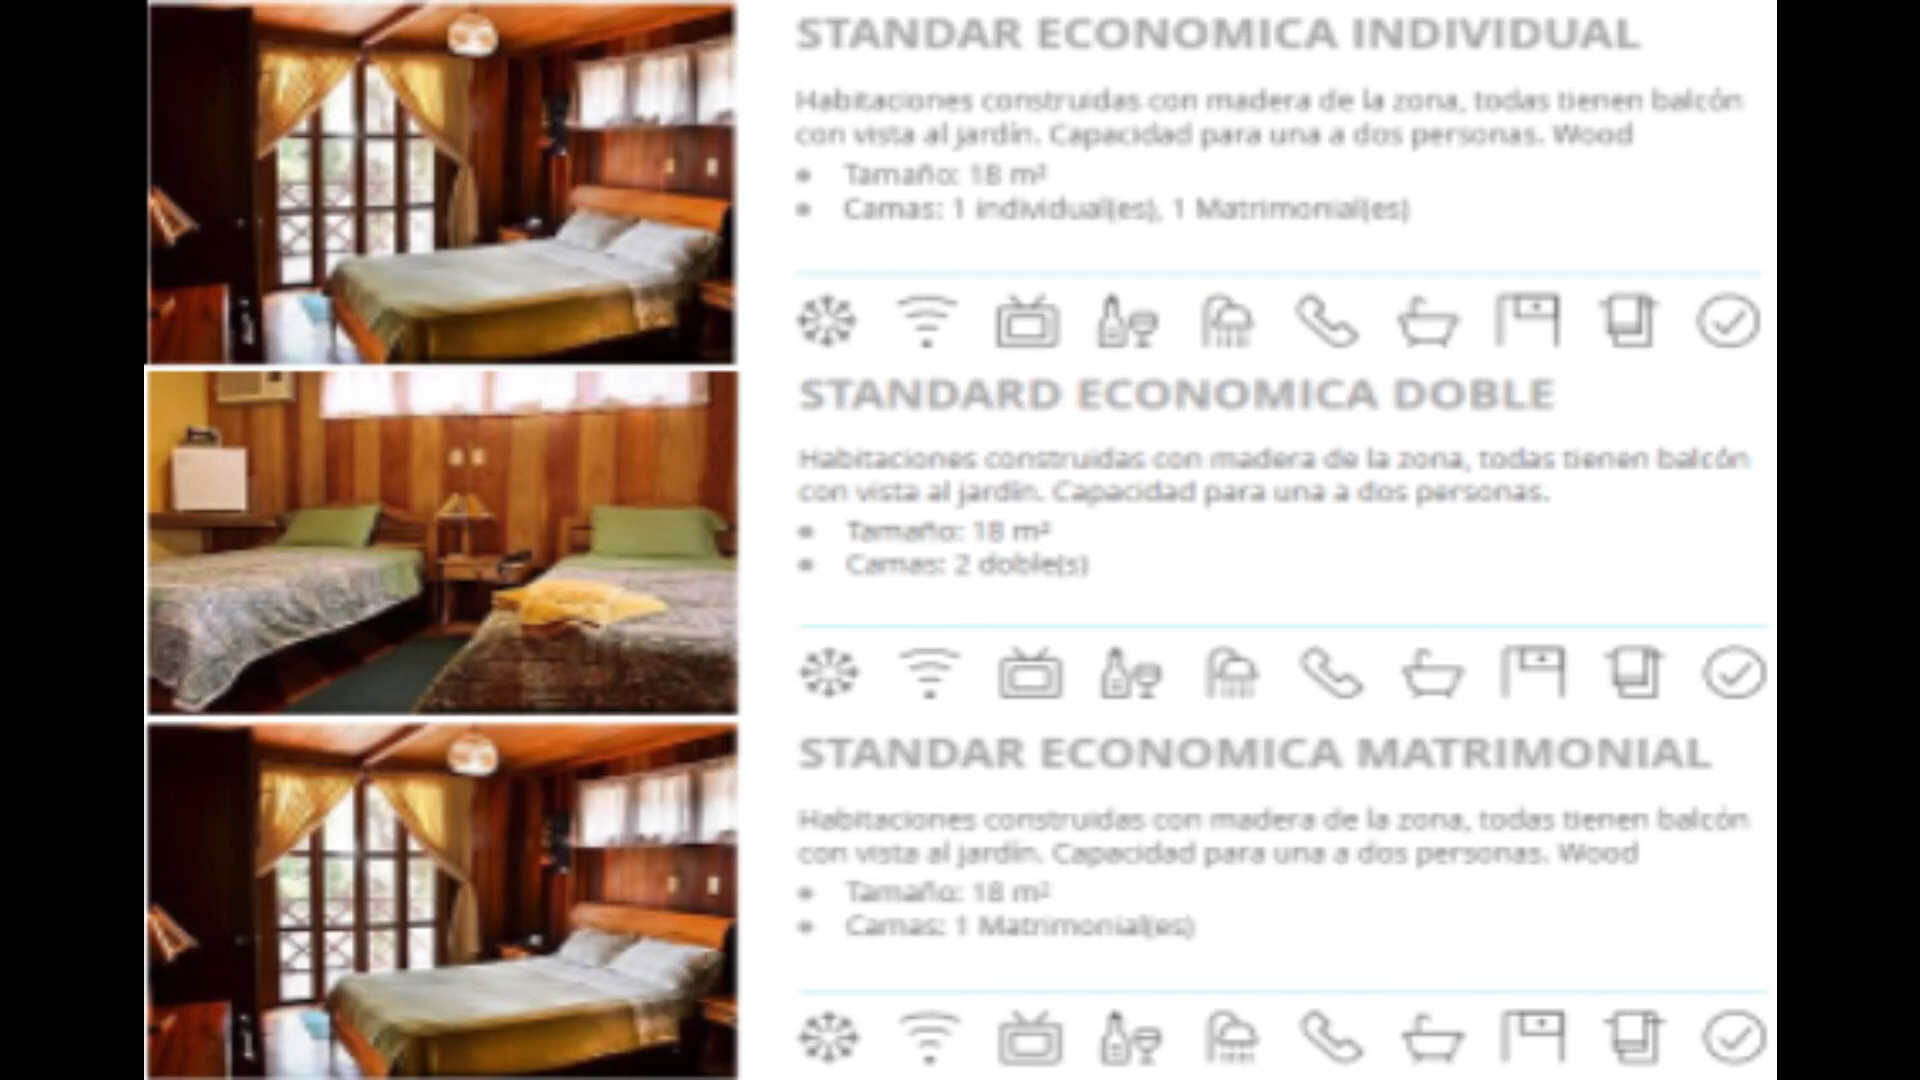 STANDAR ECONOMICA INDIVIDUAL
Habitaciones construidas con madera de la zona, todas tienen balcón
con vista al jardín. Capacidad para una a dos personas. Wood
• Tamaño: 18 m²
• Camas: 1 individual(es), 1 Matrimonial(es)
STANDARD ECONOMICA DOBLE
Habitaciones construidas con madera de la zona, todas tienen balcón
con vista al jardín. Capacidad para una a dos personas.
• Tamaño: 18 m²
• Camas: 2 doble(s)
STANDAR ECONOMICA MATRIMONIAL
Habitaciones construidas con madera de la zona, todas tienen balcón
con vista al jardín. Capacidad para una a dos personas. Wood
• Tamaño: 18 m²
• Camas: 1 Matrimonial(es)